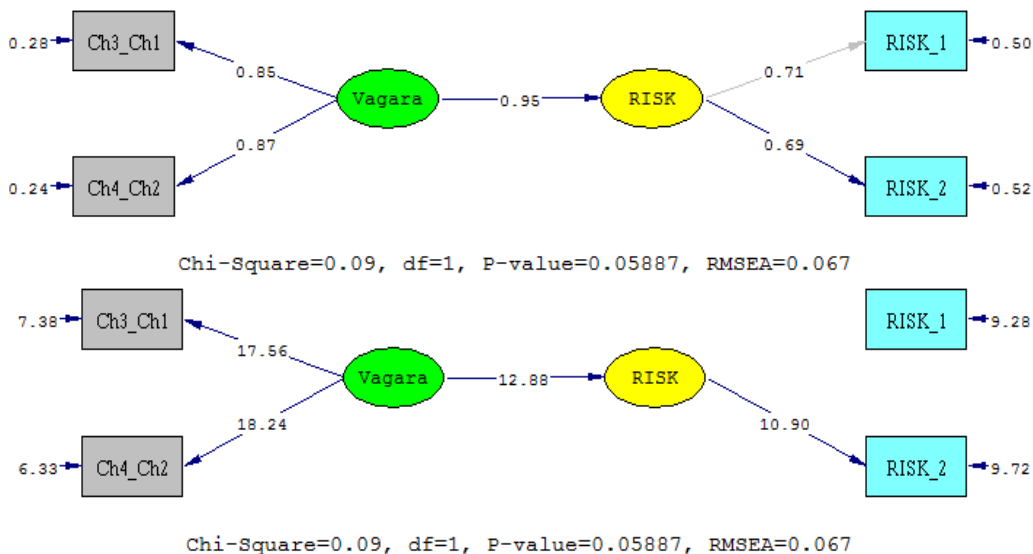 0.28 Ch3_Ch1 0.85 RISK_1 0.50
Vagara 0.95 RISK 0.71
0.24 Ch4_Ch2 0.87 0.69 RISK_2 0.52
Chi-Square=0.09, df=1, P-value=0.05887, RMSEA=0.067
7.38 Ch3_Ch1 17.56 RISK_1 9.28
Vagara 12.88 RISK
6.33 Ch4_Ch2 18.24 10.90 RISK_2 9.72
Chi-Square=0.09, df=1, P-value=0.05887, RMSEA=0.067